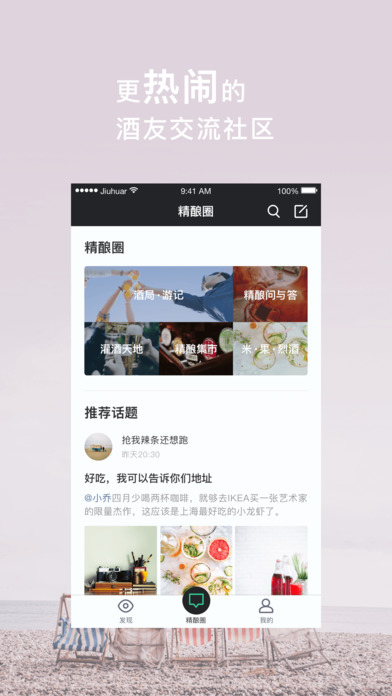 更热闹的
酒友交流社区
Jiuhuar 9:41 AM 100%
精酿圈
精酿圈
酒局·游记
精酿问与答
灌酒天地
精酿集市
米·果·烈酒
推荐话题
抢我辣条还想跑
昨天20:30
好吃，我可以告诉你们地址
@小乔四月少喝两杯咖啡，就够去IKEA买一张艺术家
的限量杰作，这应该是上海最好吃的小龙虾了。
发现 精酿圈 我的